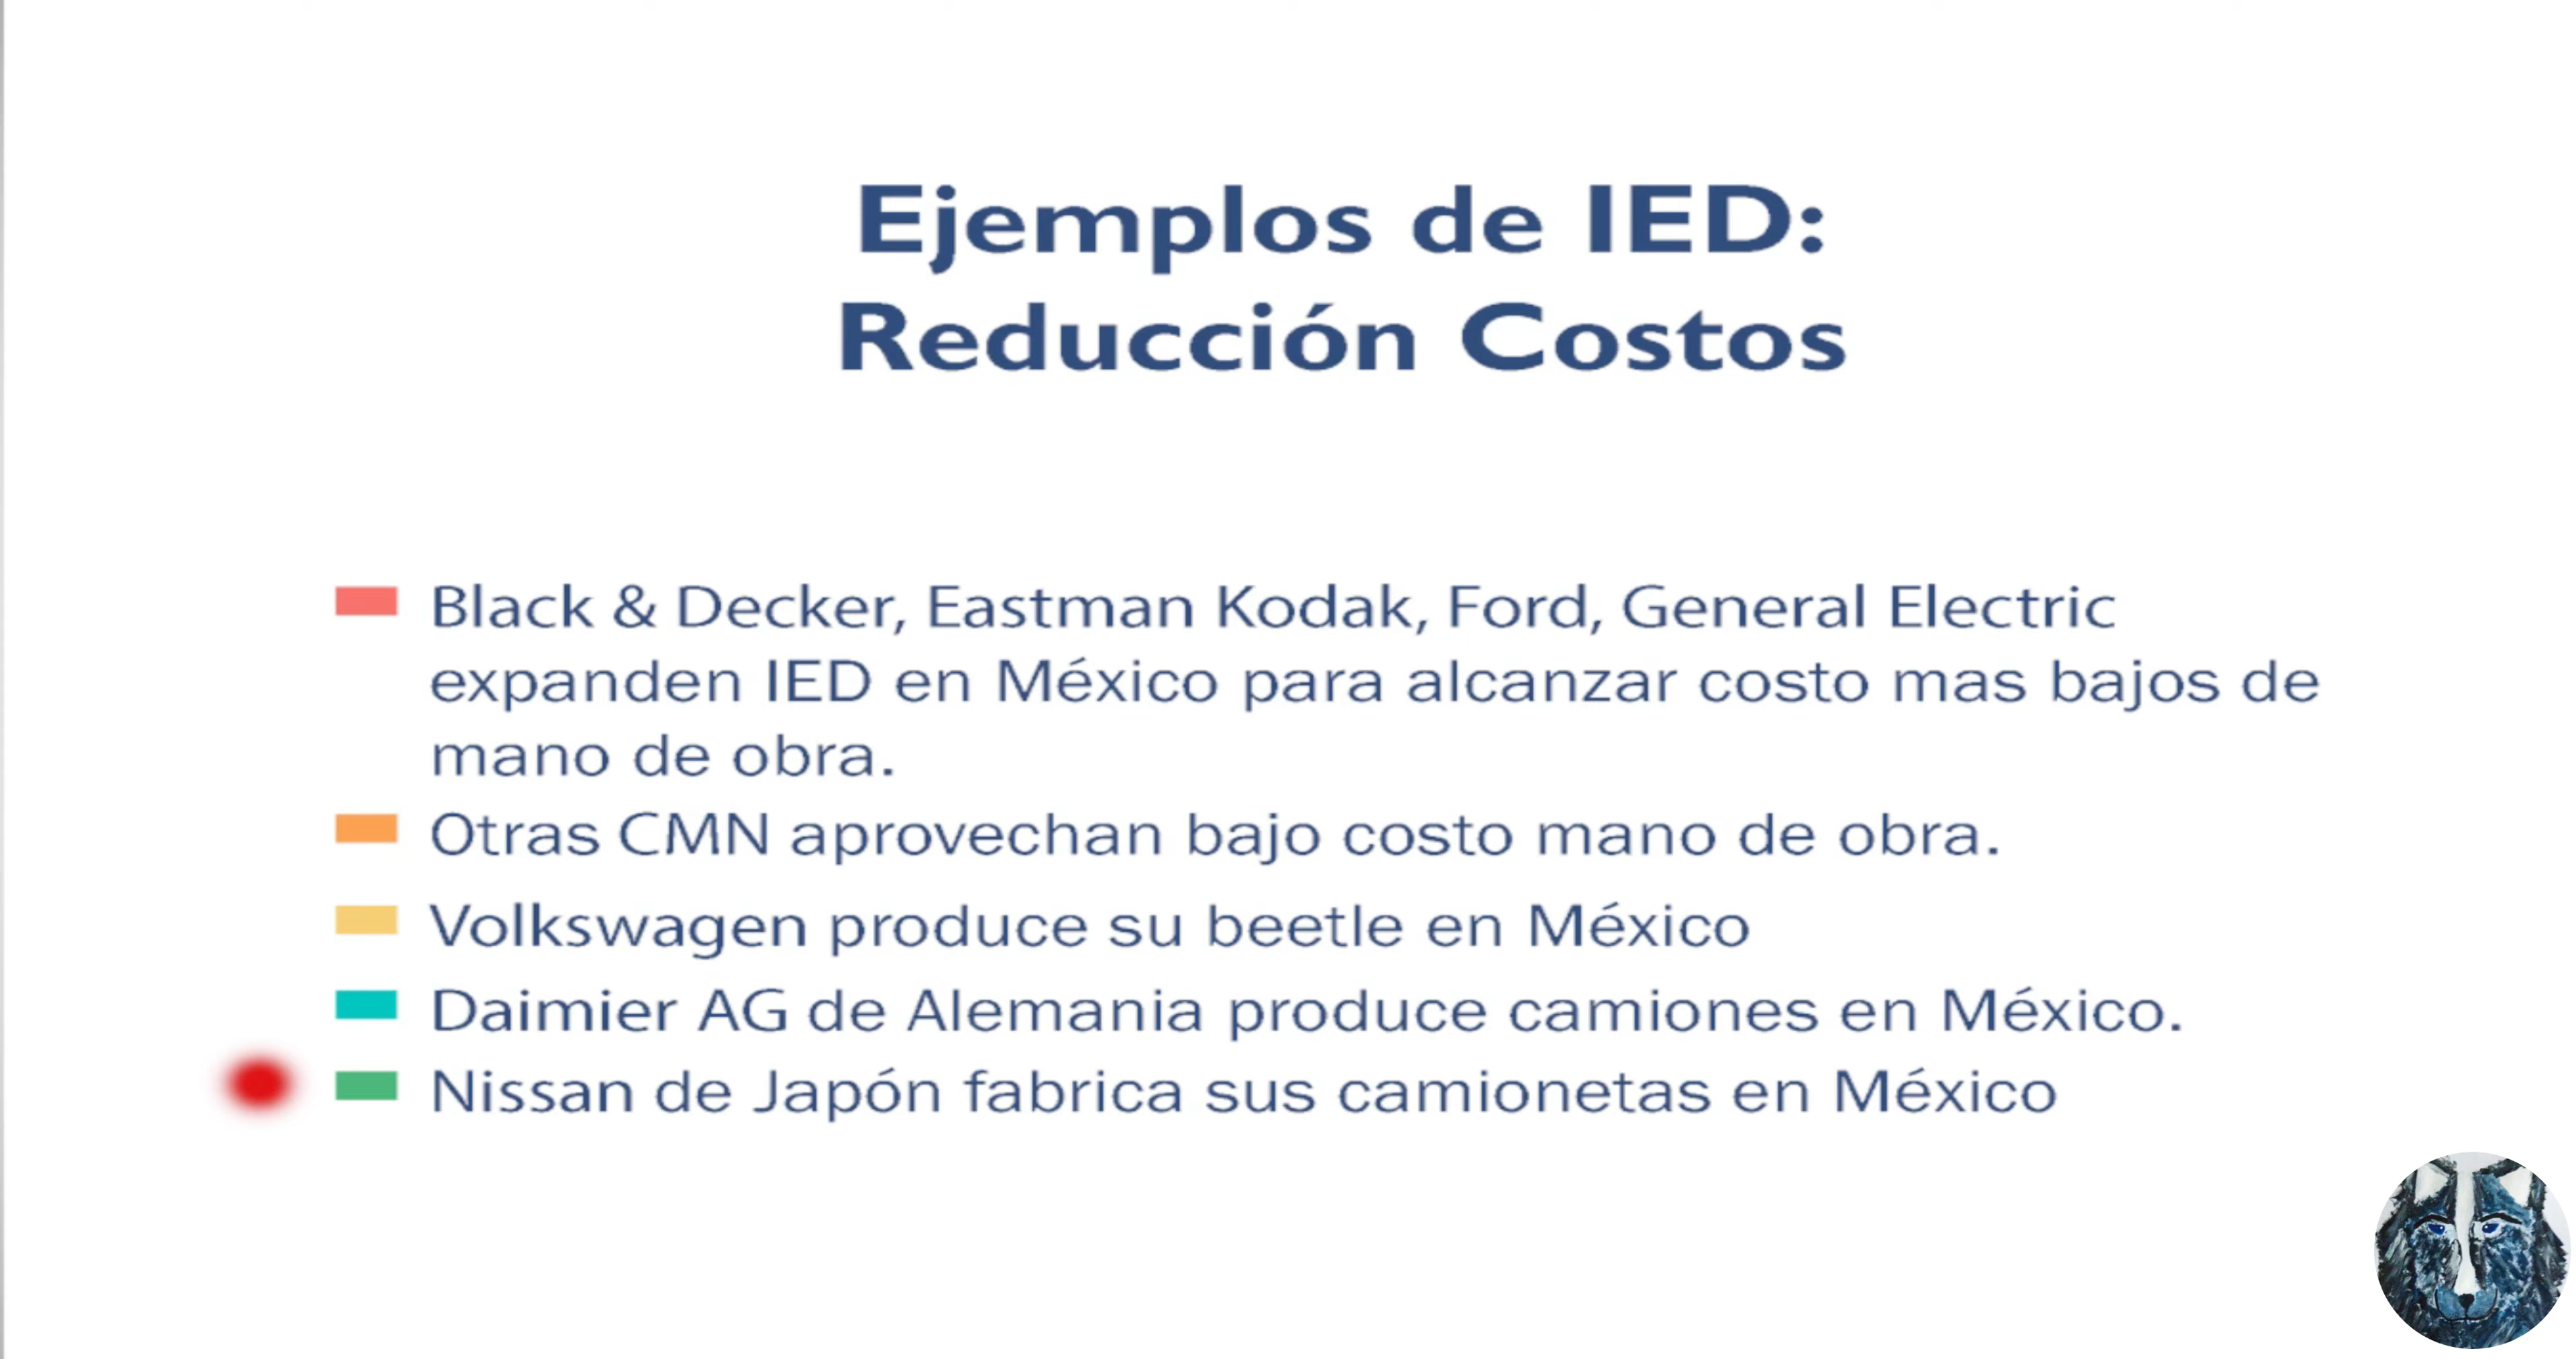 Ejemplos de IED:
Reducción Costos
Black & Decker, Eastman Kodak, Ford, General Electric
expanden IED en México para alcanzar costo mas bajos de
mano de obra.
Otras CMN aprovechan bajo costo mano de obra.
Volkswagen produce su beetle en México
Daimier AG de Alemania produce camiones en México.
Nissan de Japón fabrica sus camionetas en México